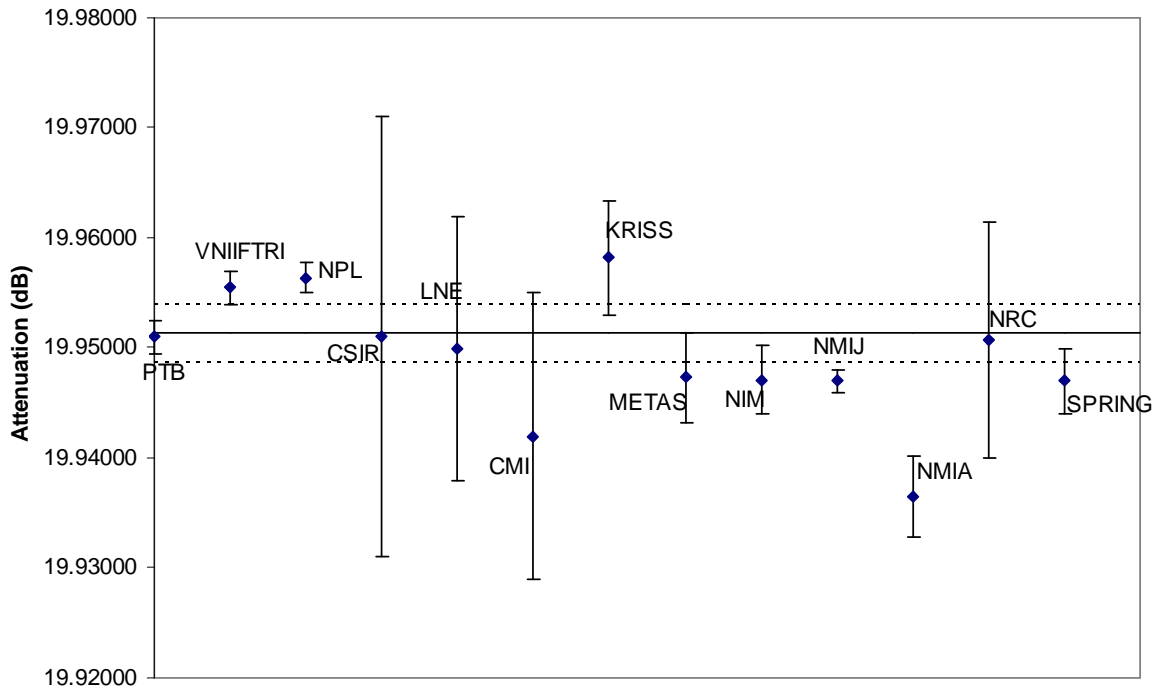 19.98000
19.97000
19.96000
19.95000
19.94000
19.93000
19.92000
Attenuation (dB)
PTB
VNIIFTRI
NPL
CSIR
LNE
CMI
KRISS
METAS
NIM
NMIJ
NMIA
NRC
SPRING